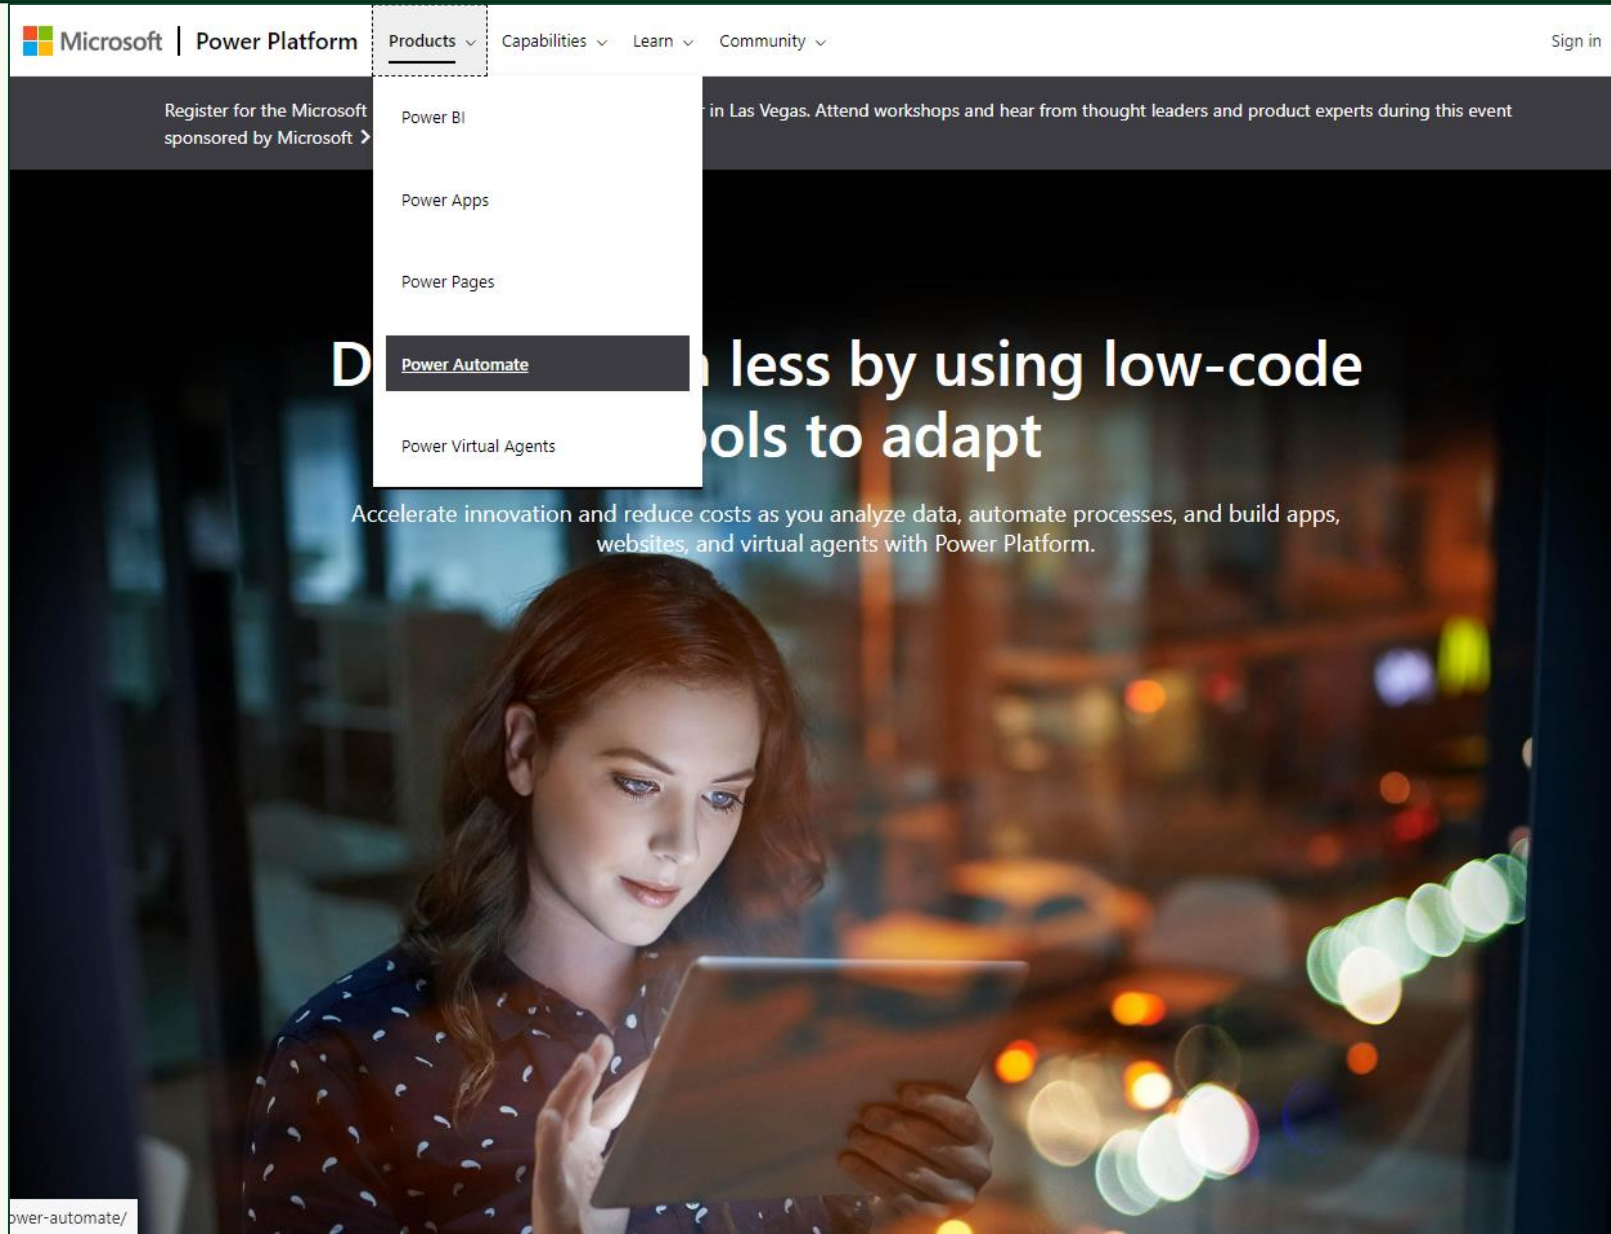 Microsoft | Power Platform Products Capabilities Learn Community Sign in
Register for the Microsoft in Las Vegas. Attend workshops and hear from thought leaders and product experts during this event
sponsored by Microsoft >
Power BI
Power Apps
Power Pages
Power Automate
Power Virtual Agents
less by using low-code
to adapt
Accelerate innovation and reduce costs as you analyze data, automate processes, and build apps,
websites, and virtual agents with Power Platform.
ower-automate/